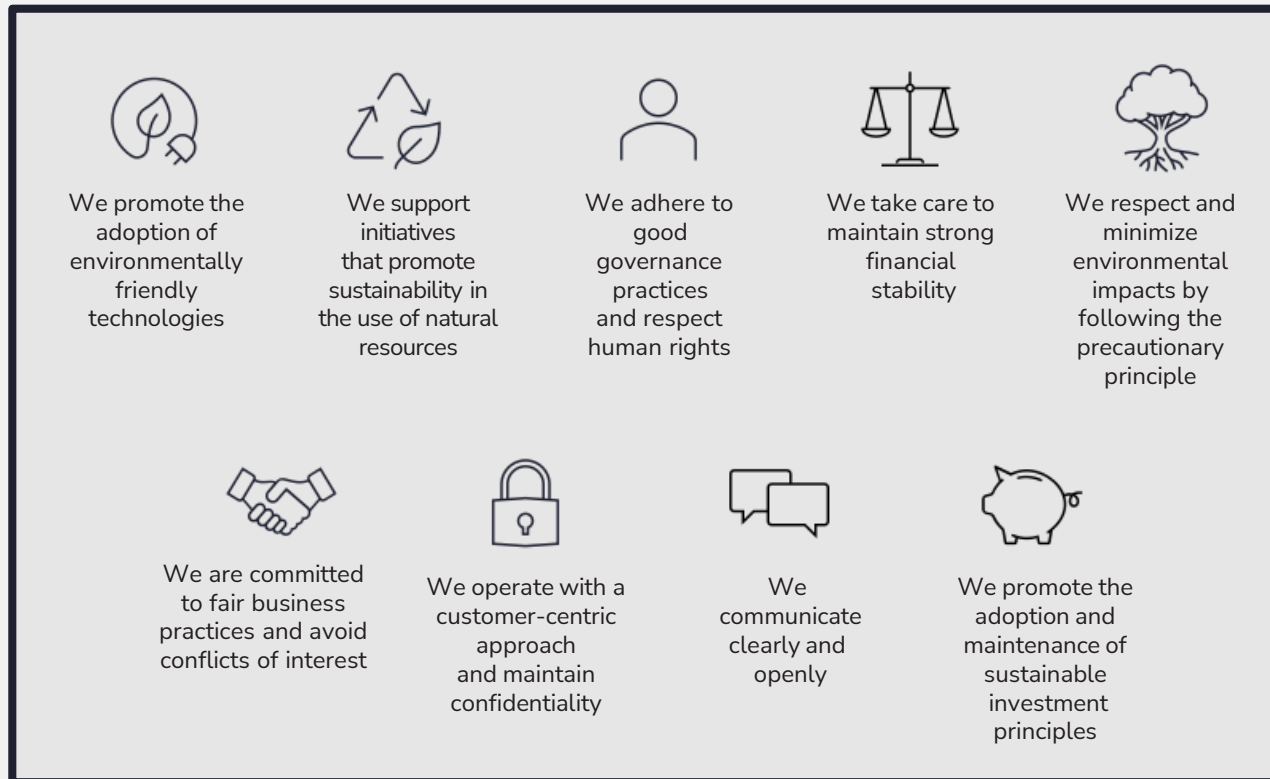 We promote the
adoption of
environmentally
friendly
technologies
We support
initiatives
that promote
sustainability in
the use of natural
resources
We adhere to
good
governance
practices
and respect
human rights
We take care to
maintain strong
financial
stability
We respect and
minimize
environmental
impacts by
following the
precautionary
principle
We are committed
to fair business
practices and avoid
conflicts of interest
We operate with a
customer-centric
approach
and maintain
confidentiality
We
communicate
clearly and
openly
We promote the
adoption and
maintenance of
sustainable
investment
principles